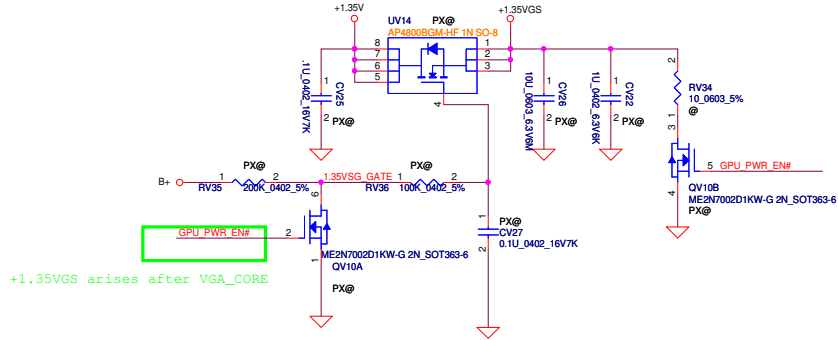 +1.35V
+1.35VGS
UV14
PX@
AP4800BGM-HF 1N SO-8
8
7
6
5
1
2
3
4
.1U_0402_16V7K
1
CV25
2
PX@
10U_0603_6.3V6M
1
CV26
2
PX@
1U_0402_6.3V6K
1
CV22
2
PX@
2
RV34
10_0603_5%
1
@
3
5
GPU_PWR_EN#
4
QV10B
ME2N7002D1KW-G 2N_SOT363-6
PX@
B+
PX@
1
2
RV35
200K_0402_5%
1.35VSG_GATE
PX@
1
2
RV36
100K_0402_5%
6
GPU_PWR_EN#
2
1
ME2N7002D1KW-G 2N_SOT363-6
QV10A
PX@
1
PX@
CV27
2
0.1U_0402_16V7K
+1.35VGS arises after VGA_CORE